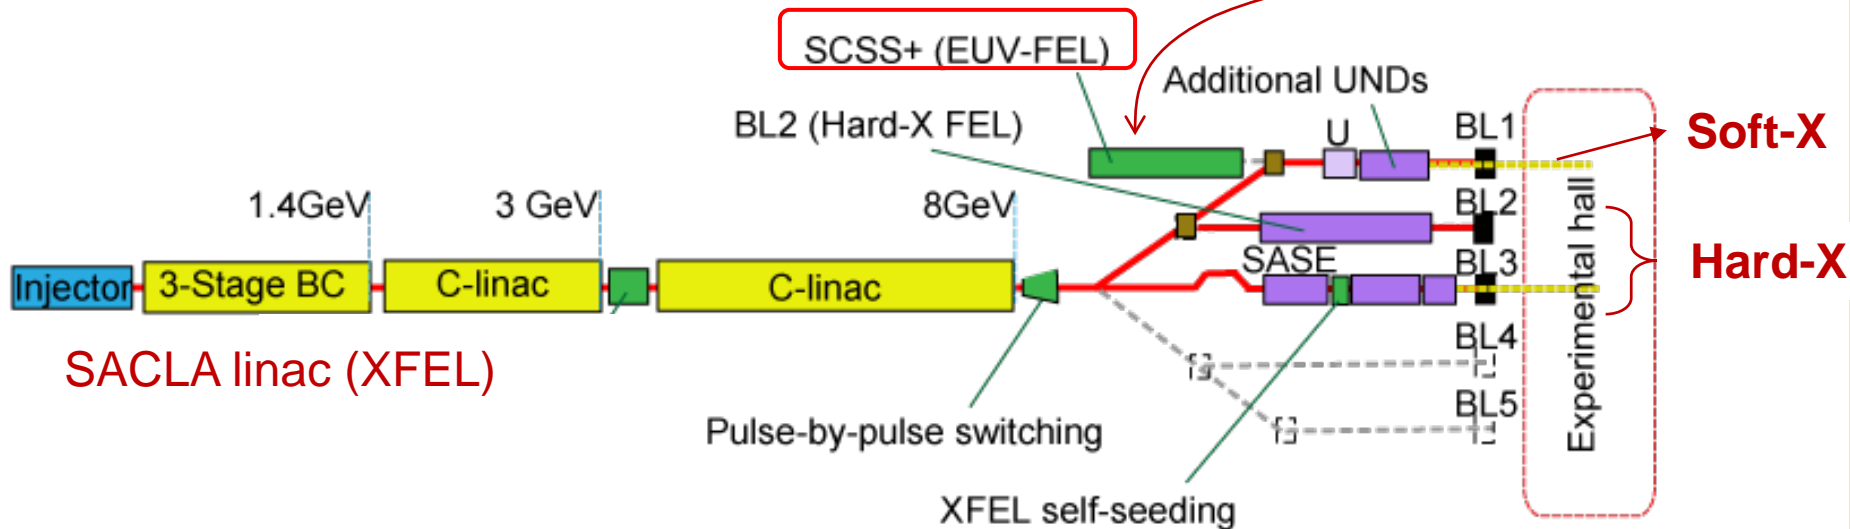 SCSS+ (EUV-FEL)
Additional UNDs
BL2 (Hard-X FEL)
U
BL1
Soft-X
1.4GeV
3 GeV
8GeV
BL2
SASE
BL3
Hard-X
Injector
3-Stage BC
C-linac
C-linac
Experimental hall
SACLA linac (XFEL)
BL4
BL5
Pulse-by-pulse switching
XFEL self-seeding